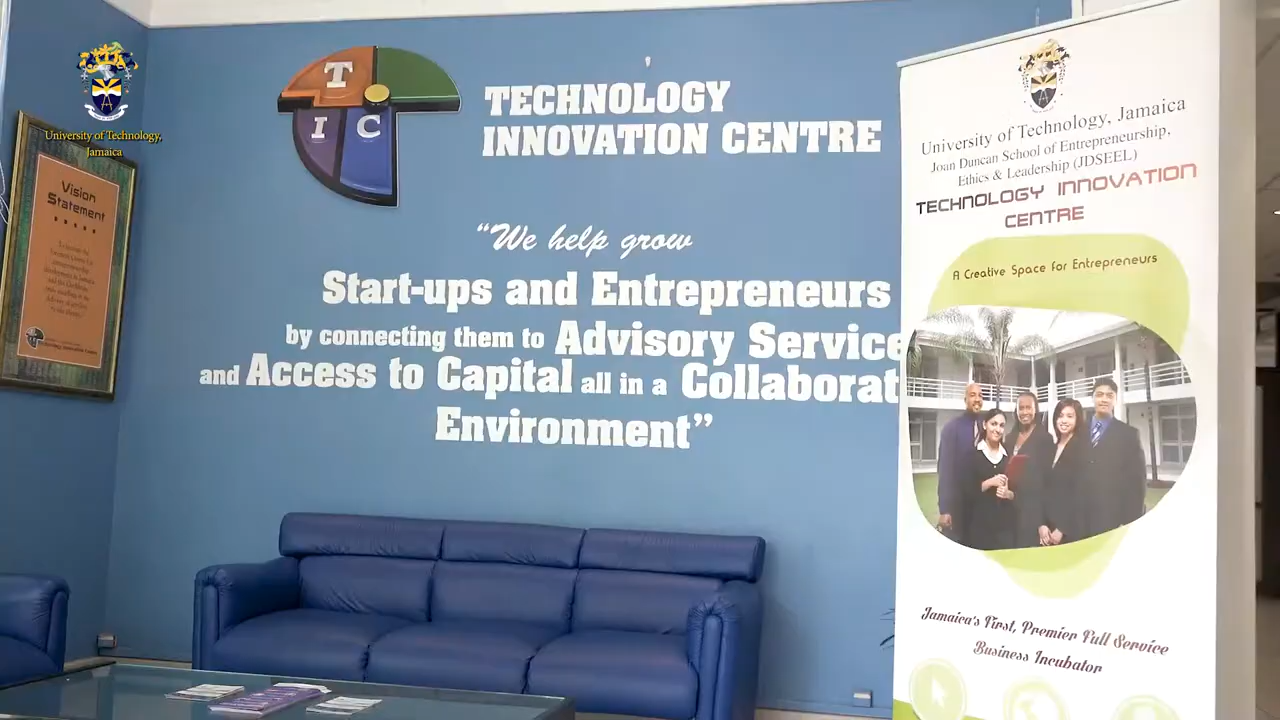 University of Technology,
Jamaica
Vision
Statement
T
I C
TECHNOLOGY
INNOVATION CENTRE
“We help grow
Start-ups and Entrepreneurs
by connecting them to Advisory Service
and Access to Capital all in a Collaborat
Environment”
University of Technology, Jamaica
Joan Duncan School of Entrepreneurship,
Ethics & Leadership (JDSEEL)
TECHNOLOGY INNOVATION
CENTRE
A Creative Space for Entrepreneurs
Jamaica's First, Premier Full Service
Business Incubator